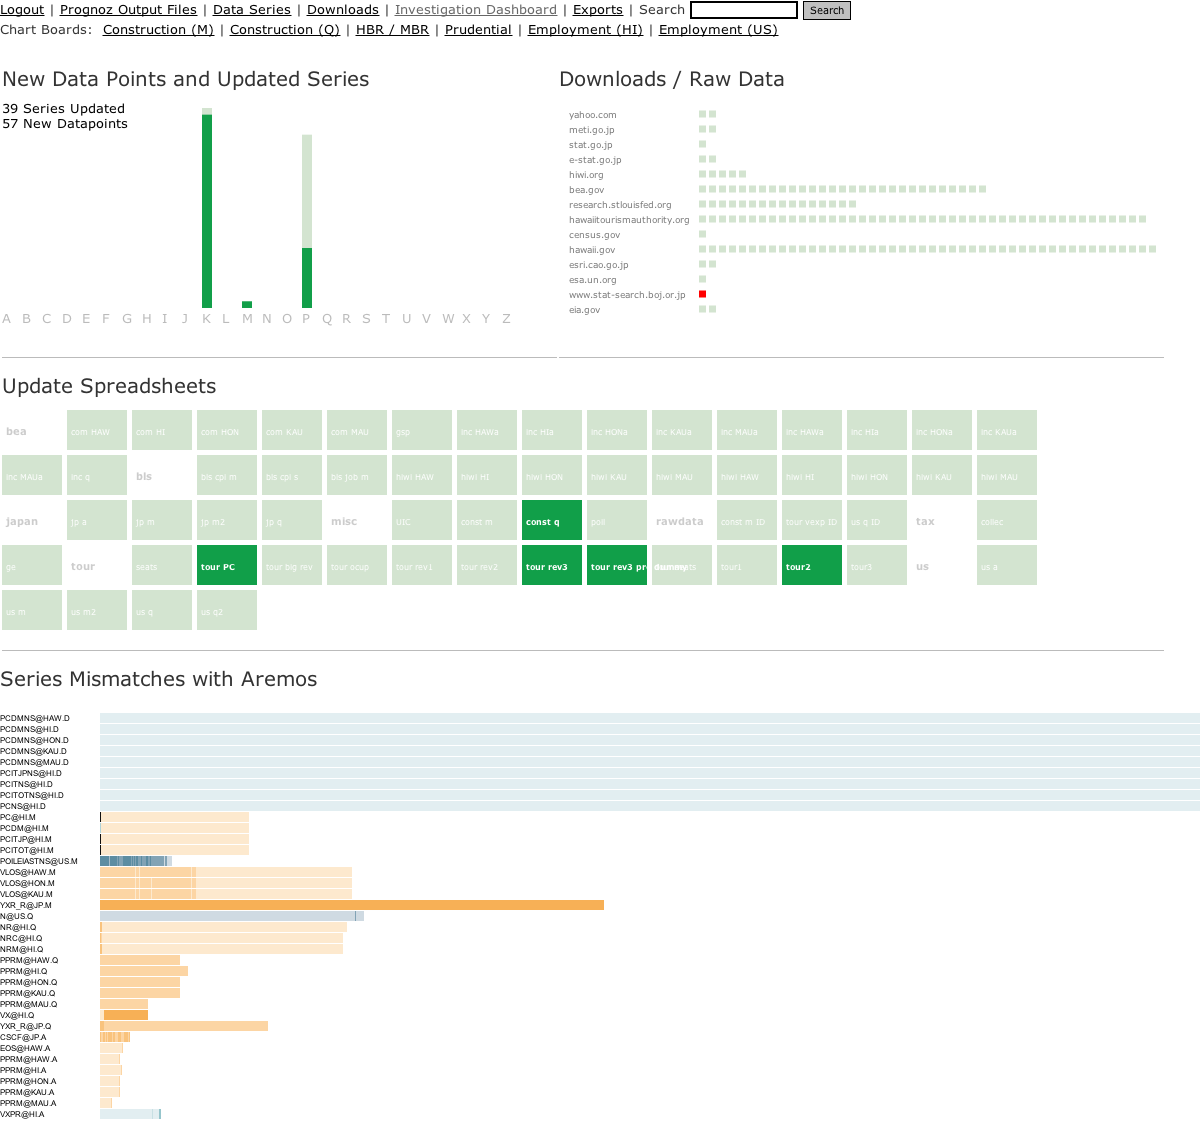 Logout | Prognoz Output Files | Data Series | Downloads | Investigation Dashboard | Exports | Search Search
Chart Boards: Construction (M) | Construction (Q) | HBR / MBR | Prudential | Employment (HI) | Employment (US)
New Data Points and Updated Series
39 Series Updated
57 New Datapoints
A B C D E F G H I J K L M N O P Q R S T U V W X Y Z
Downloads / Raw Data
yahoo.com
meti.go.jp
stat.go.jp
e-stat.go.jp
hiwi.org
bea.gov
research.stlouisfed.org
hawaiitourismauthority.org
census.gov
hawaii.gov
esri.cao.go.jp
esa.un.org
www.stat-search.boj.or.jp
eia.gov
Update Spreadsheets
bea com HAW com HI com HON com KAU com MAU gsp inc HAWa inc HIa inc HONa inc KAUa inc MAUa inc HAWa inc HIa inc HONa inc KAUa
inc MAUa inc q bls bls cpi m bls cpi s bls job m hiwi HAW hiwi HI hiwi HON hiwi KAU hiwi MAU hiwi HAW hiwi HI hiwi HON hiwi KAU hiwi MAU
japan jp a jp m jp m2 jp q misc UIC const m const q poil rawdata const m ID tour vexp ID us q ID tax collec
ge tour seats tour PC tour big rev tour ocup tour rev1 tour rev2 tour rev3 tour rev3 pre dummy tour1 tour2 tour3 us us a
us m us m2 us q us q2
Series Mismatches with Aremos
PCDMNS@HAW.D
PCDMNS@HI.D
PCDMNS@HON.D
PCDMNS@KAU.D
PCDMNS@MAU.D
PCITJPNS@HI.D
PCITNS@HI.D
PCITOTNS@HI.D
PCNS@HI.D
PC@HI.M
PCDM@HI.M
PCITJP@HI.M
PCITOT@HI.M
POILEIASTNS@US.M
VLOS@HAW.M
VLOS@HON.M
VLOS@KAU.M
YXR_R@JP.M
N@US.Q
NR@HI.Q
NRC@HI.Q
NRM@HI.Q
PPRM@HAW.Q
PPRM@HI.Q
PPRM@HON.Q
PPRM@KAU.Q
PPRM@MAU.Q
VX@HI.Q
YXR_R@JP.Q
CSCF@JP.A
EOS@HAW.A
PPRM@HAW.A
PPRM@HI.A
PPRM@HON.A
PPRM@KAU.A
PPRM@MAU.A
VXPR@HI.A